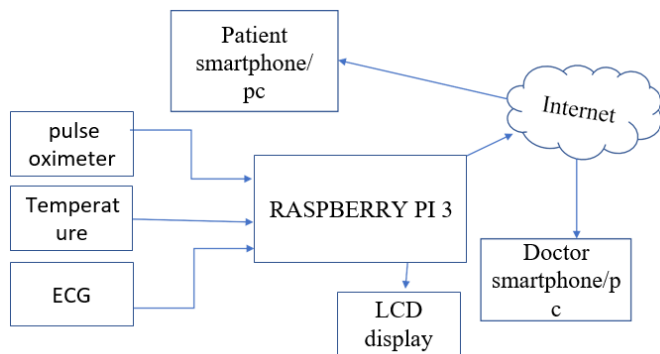 Patient
smartphone/
pc
Internet
pulse
oximeter
Temperat
ure
ECG
RASPBERRY PI 3
Doctor
smartphone/p
c
LCD
display